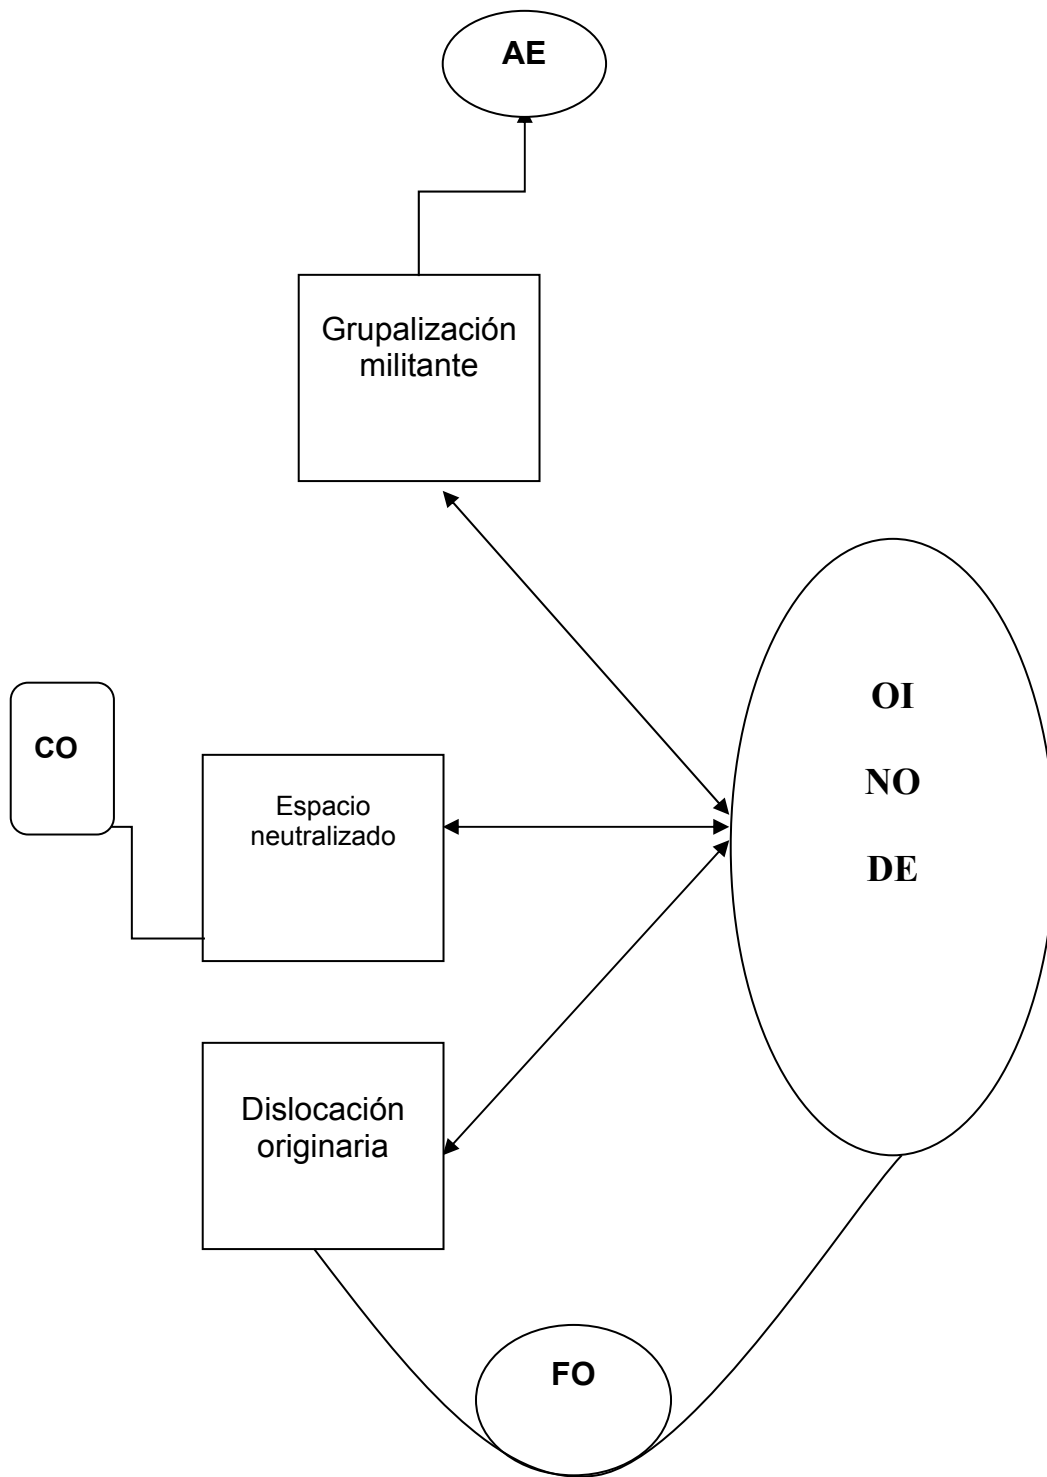 AE
Grupalización
militante
OI
NO
DE
CO
Espacio
neutralizado
Dislocación
originaria
FO